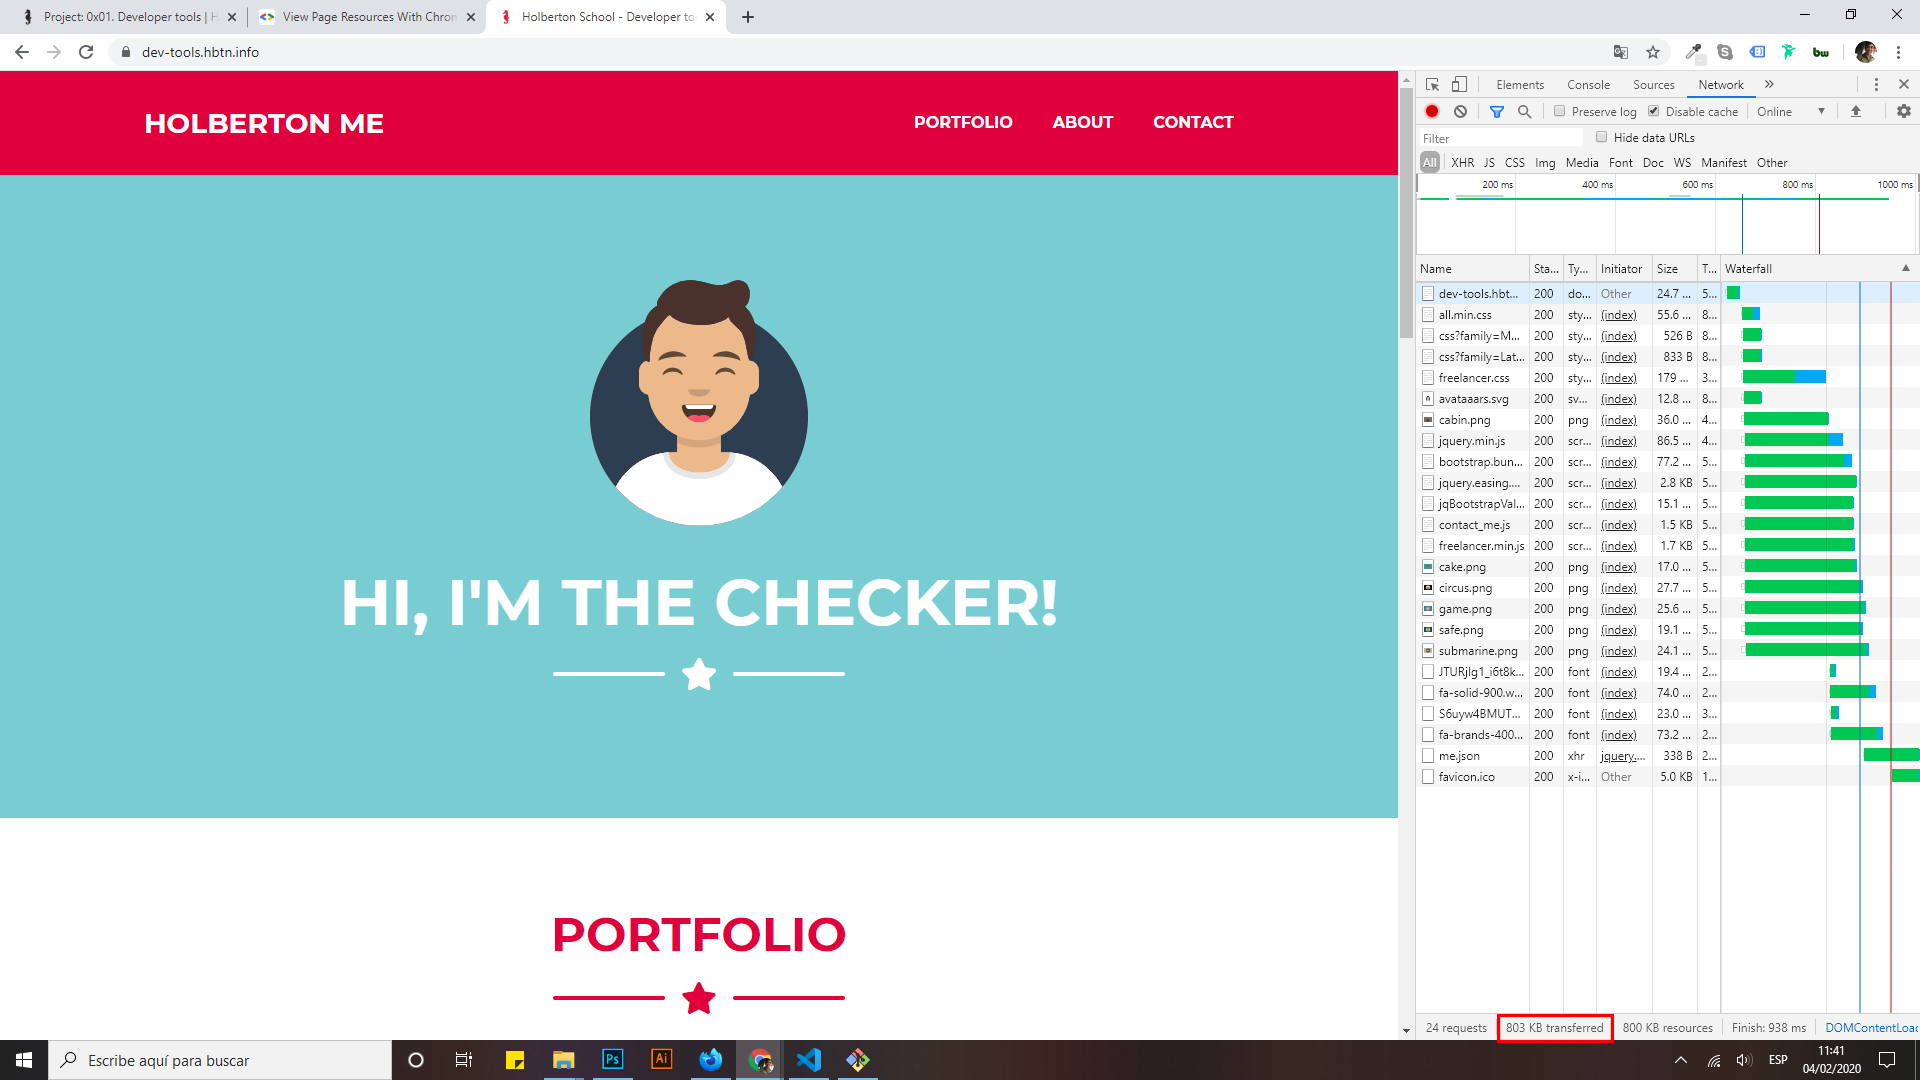 Project: 0x01. Developer tools | H
View Page Resources With Chron
Holberton School - Developer to
dev-tools.hbtn.info
HOLBERTON ME
PORTFOLIO ABOUT CONTACT
HI, I'M THE CHECKER!
PORTFOLIO
Elements Console Sources Network
Preserve log Disable cache Online
Filter Hide data URLs
All XHR JS CSS Img Media Font Doc WS Manifest Other
200 ms 400 ms 600 ms 800 ms 1000 ms
Name Sta... Ty... Initiator Size T... Waterfall
dev-tools.hbt... 200 do... Other 24.7 ... 5...
all.min.css 200 sty... (index) 55.6 ... 8...
css?family=M... 200 sty... (index) 526 B 8...
css?family=Lat... 200 sty... (index) 833 B 8...
freelancer.css 200 sty... (index) 179 ... 3...
avataaars.svg 200 sv... (index) 12.8 ... 8...
cabin.png 200 png (index) 36.0 ... 4...
jquery.min.js 200 scr... (index) 86.5 ... 4...
bootstrap.bun... 200 scr... (index) 77.2 ... 5...
jquery.easing.... 200 scr... (index) 2.8 KB 5...
jqBootstrapVal... 200 scr... (index) 15.1 ... 5...
contact_me.js 200 scr... (index) 1.5 KB 5...
freelancer.min.js 200 scr... (index) 1.7 KB 5...
cake.png 200 png (index) 17.0 ... 5...
circus.png 200 png (index) 27.7 ... 5...
game.png 200 png (index) 25.6 ... 5...
safe.png 200 png (index) 19.1 ... 5...
submarine.png 200 png (index) 24.1 ... 5...
JTURjIg1_i6t8k... 200 font (index) 19.4 ... 2...
fa-solid-900.w... 200 font (index) 74.0 ... 2...
S6uyw4BMUT... 200 font (index) 23.0 ... 3...
fa-brands-400... 200 font (index) 73.2 ... 2...
me.json 200 xhr jquery.... 338 B 2...
favicon.ico 200 x-i... Other 5.0 KB 1...
24 requests 803 KB transferred 800 KB resources Finish: 938 ms DOMContentLoad
Escribe aquí para buscar
Ps
Ai
ESP
11:41
04/02/2020